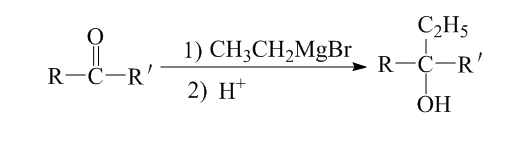 O
R–C–R′
1) CH₃CH₂MgBr
2) H⁺
C₂H₅
R–C–R′
OH